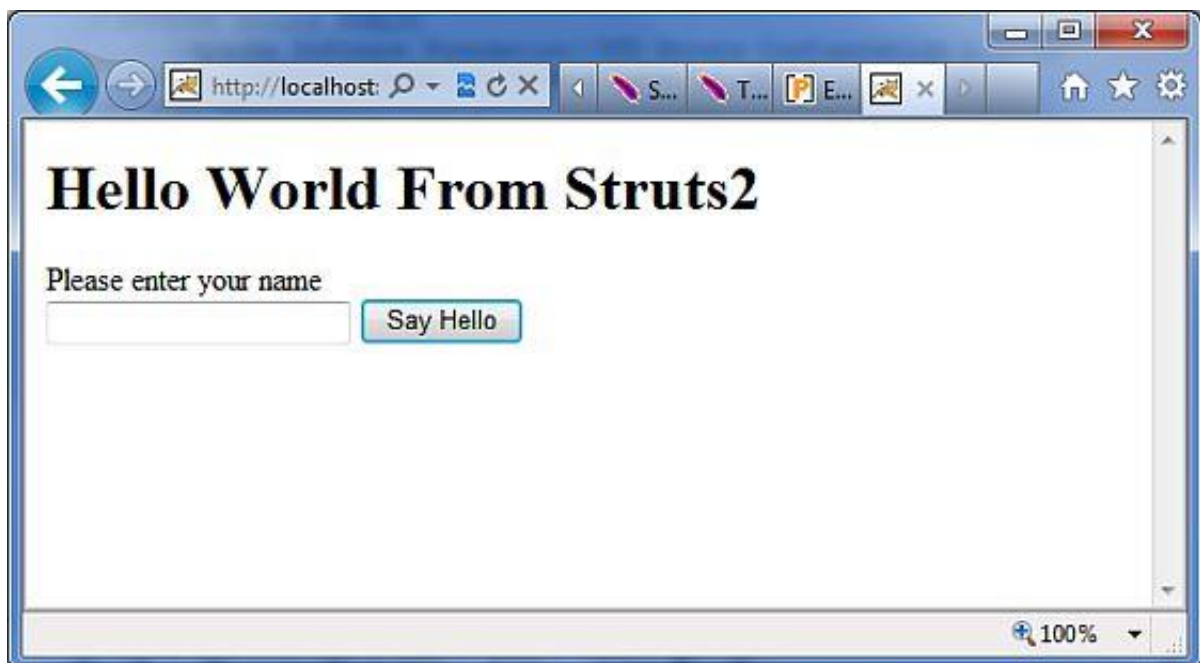 http://localhost:
S...
T...
E...
Hello World From Struts2
Please enter your name
Say Hello
100%